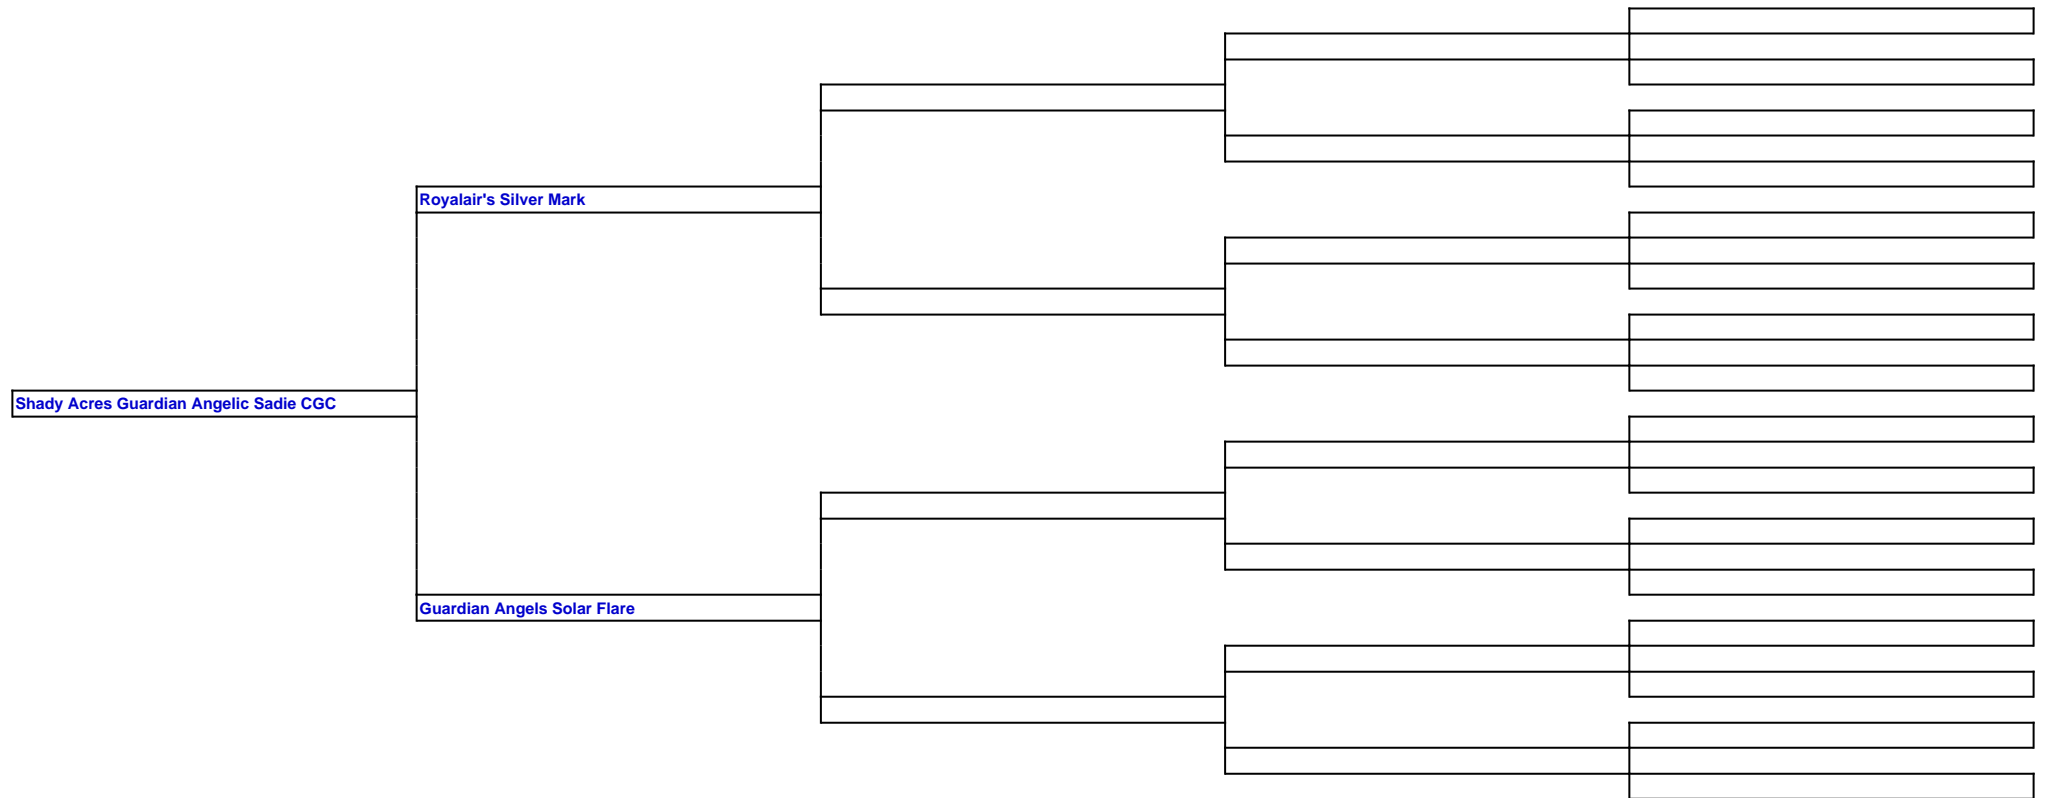 Royalair's Silver Mark
Shady Acres Guardian Angelic Sadie CGC
Guardian Angels Solar Flare